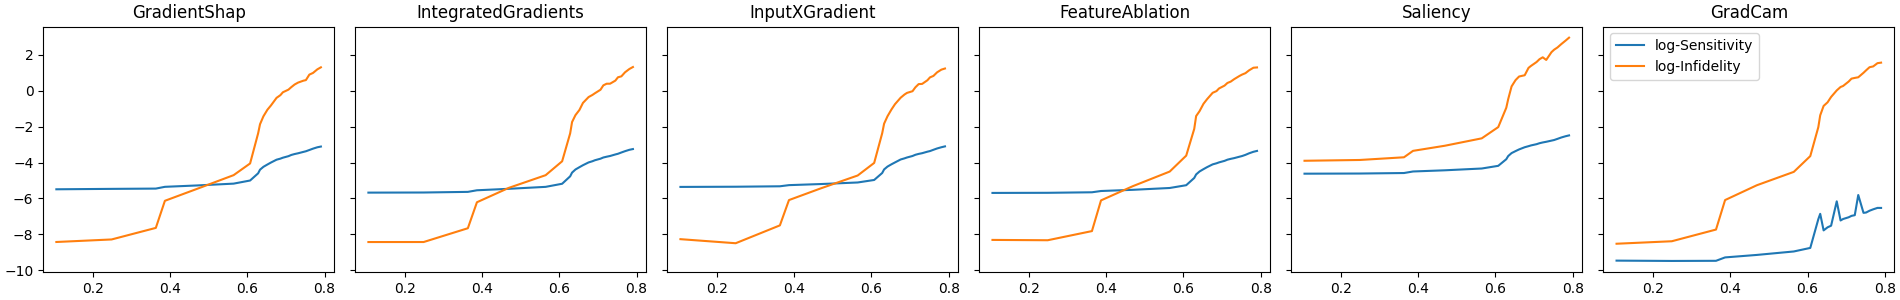 GradientShap IntegratedGradients InputXGradient FeatureAblation Saliency GradCam
log-Sensitivity
log-Infidelity
2
0
−2
−4
−6
−8
−10
0.2 0.4 0.6 0.8 0.2 0.4 0.6 0.8 0.2 0.4 0.6 0.8 0.2 0.4 0.6 0.8 0.2 0.4 0.6 0.8 0.2 0.4 0.6 0.8